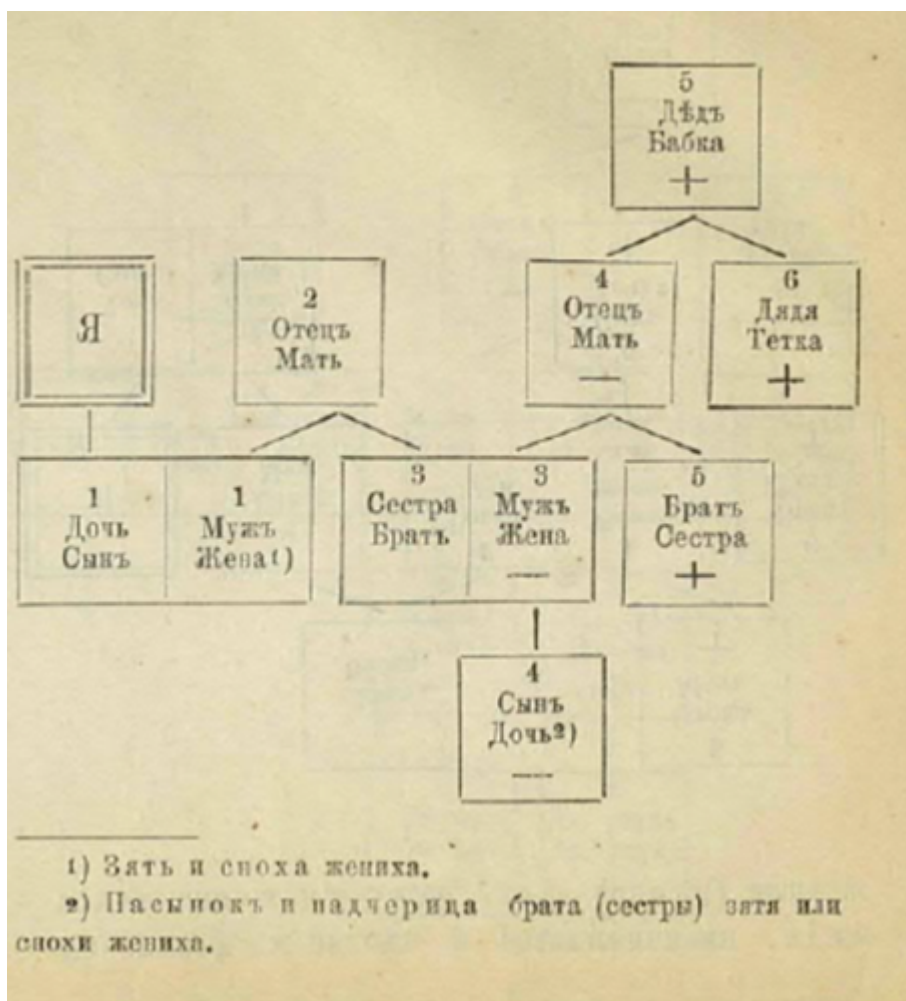 5
Дѣдъ
Бабка
+
Я
2
Отецъ
Мать
4
Отецъ
Мать
—
6
Дядя
Тетка
+
1
Дочь
Сынъ
1
Мужъ
Жена¹)
3
Сестра
Братъ
3
Мужъ
Жена
—
5
Братъ
Сестра
+
4
Сынъ
Дочь²)
—
1) Зять и сноха жениха.
2) Пасынокъ и падчерица брата (сестры) зятя или
снохи жениха.